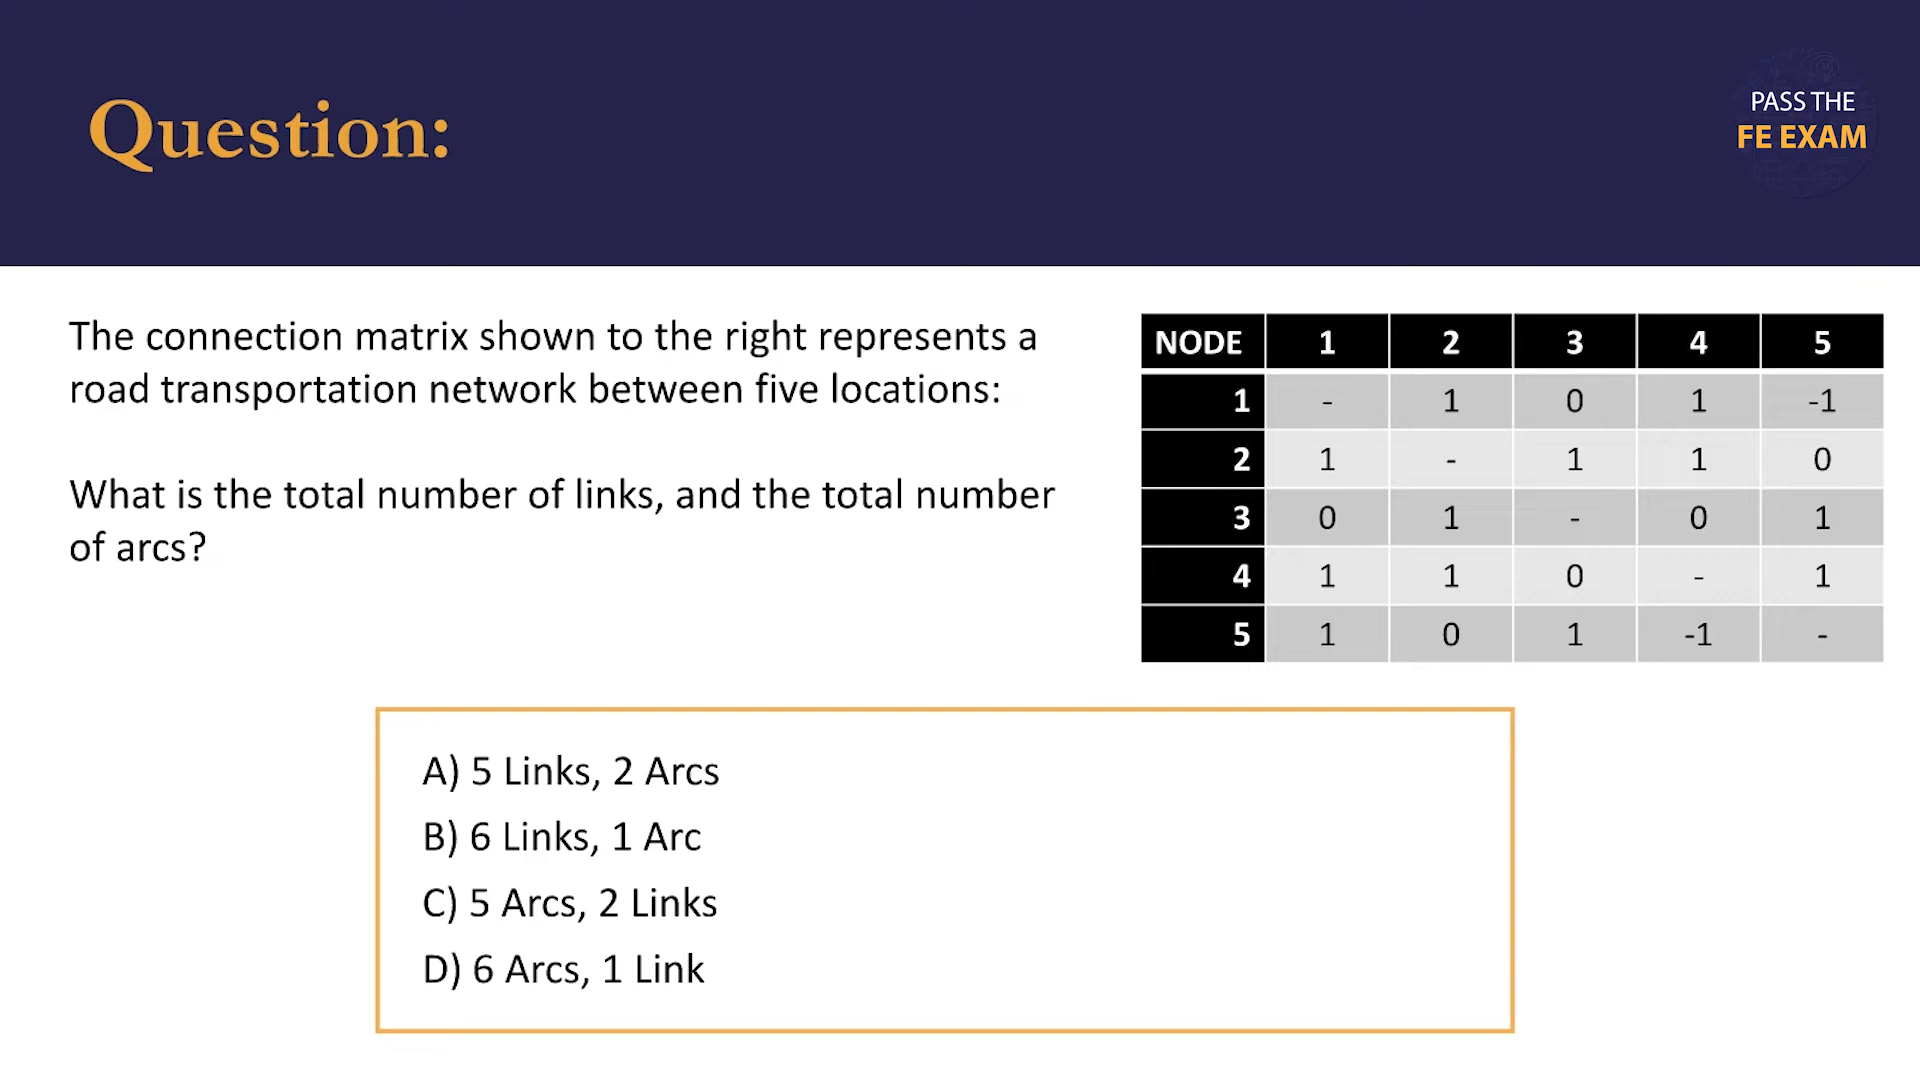 Question:
PASS THE
FE EXAM
The connection matrix shown to the right represents a
road transportation network between five locations:
What is the total number of links, and the total number
of arcs?
NODE 1 2 3 4 5
1 - 1 0 1 -1
2 1 - 1 1 0
3 0 1 - 0 1
4 1 1 0 - 1
5 1 0 1 -1 -
A) 5 Links, 2 Arcs
B) 6 Links, 1 Arc
C) 5 Arcs, 2 Links
D) 6 Arcs, 1 Link